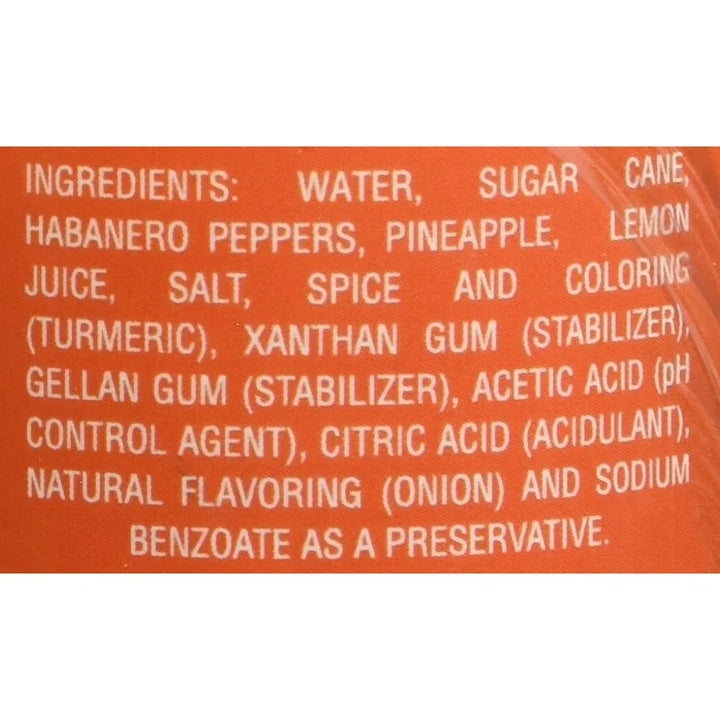 INGREDIENTS: WATER, SUGAR CANE,
HABANERO PEPPERS, PINEAPPLE, LEMON
JUICE, SALT, SPICE AND COLORING
(TURMERIC), XANTHAN GUM (STABILIZER),
GELLAN GUM (STABILIZER), ACETIC ACID (pH
CONTROL AGENT), CITRIC ACID (ACIDULANT),
NATURAL FLAVORING (ONION) AND SODIUM
BENZOATE AS A PRESERVATIVE.